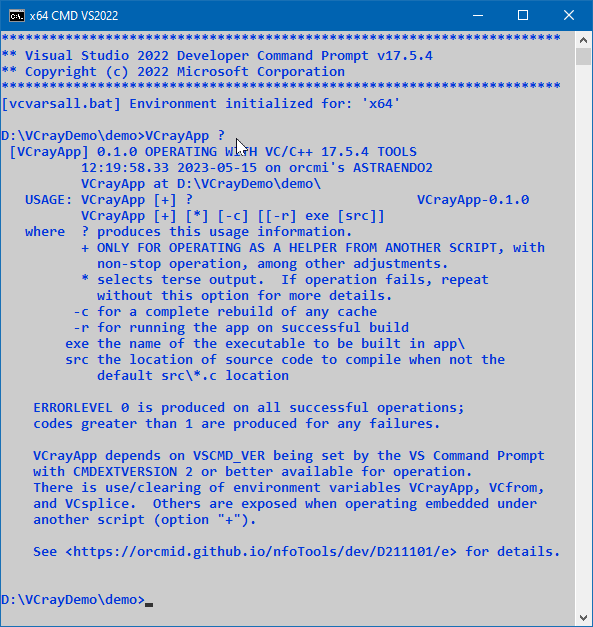 x64 CMD VS2022
**********************************************************************
** Visual Studio 2022 Developer Command Prompt v17.5.4
** Copyright (c) 2022 Microsoft Corporation
**********************************************************************
[vcvarsall.bat] Environment initialized for: 'x64'
D:\VCrayDemo\demo>VCrayApp ?
[VCrayApp] 0.1.0 OPERATING WITH VC/C++ 17.5.4 TOOLS
12:19:58.33 2023-05-15 on orcmi's ASTRAENDO2
VCrayApp at D:\VCrayDemo\demo\
USAGE: VCrayApp [+] ? VCrayApp-0.1.0
VCrayApp [+] [*] [-c] [[-r] exe [src]]
where ? produces this usage information.
+ ONLY FOR OPERATING AS A HELPER FROM ANOTHER SCRIPT, with
non-stop operation, among other adjustments.
* selects terse output. If operation fails, repeat
without this option for more details.
-c for a complete rebuild of any cache
-r for running the app on successful build
exe the name of the executable to be built in app\
src the location of source code to compile when not the
default src\*.c location
ERRORLEVEL 0 is produced on all successful operations;
codes greater than 1 are produced for any failures.
VCrayApp depends on VSCMD_VER being set by the VS Command Prompt
with CMDEXTVERSION 2 or better available for operation.
There is use/clearing of environment variables VCrayApp, VCfrom,
and VCsplice. Others are exposed when operating embedded under
another script (option "+").
See <https://orcmid.github.io/nfoTools/dev/D211101/e> for details.
D:\VCrayDemo\demo>